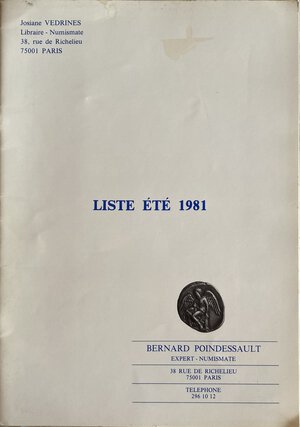 Josiane VEDRINES
Libraire - Numismate
38, rue de Richelieu
75001 PARIS
LISTE ÉTÉ 1981
BERNARD POINDESSAULT
EXPERT - NUMISMATE
38 RUE DE RICHELIEU
75001 PARIS
TELEPHONE
296 10 12